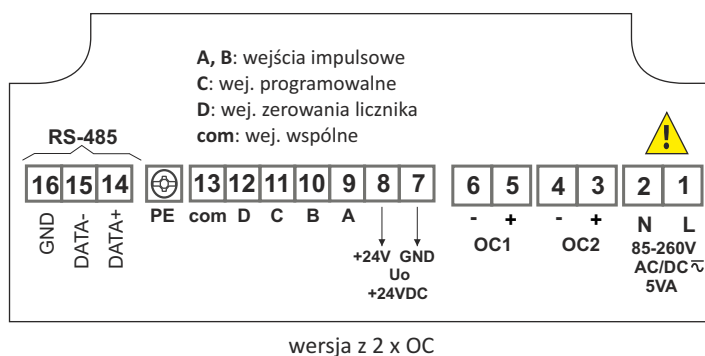 A, B: wejścia impulsowe
C: wej. programowalne
D: wej. zerowania licznika
com: wej. wspólne
RS-485
16 15 14 13 12 11 10 9 8 7 6 5 4 3 2 1
GND DATA- DATA+ PE com D C B A - + - + N L
OC1 OC2
+24V GND
Uo
+24VDC
85-260V
AC/DC
5VA
wersja z 2 x OC